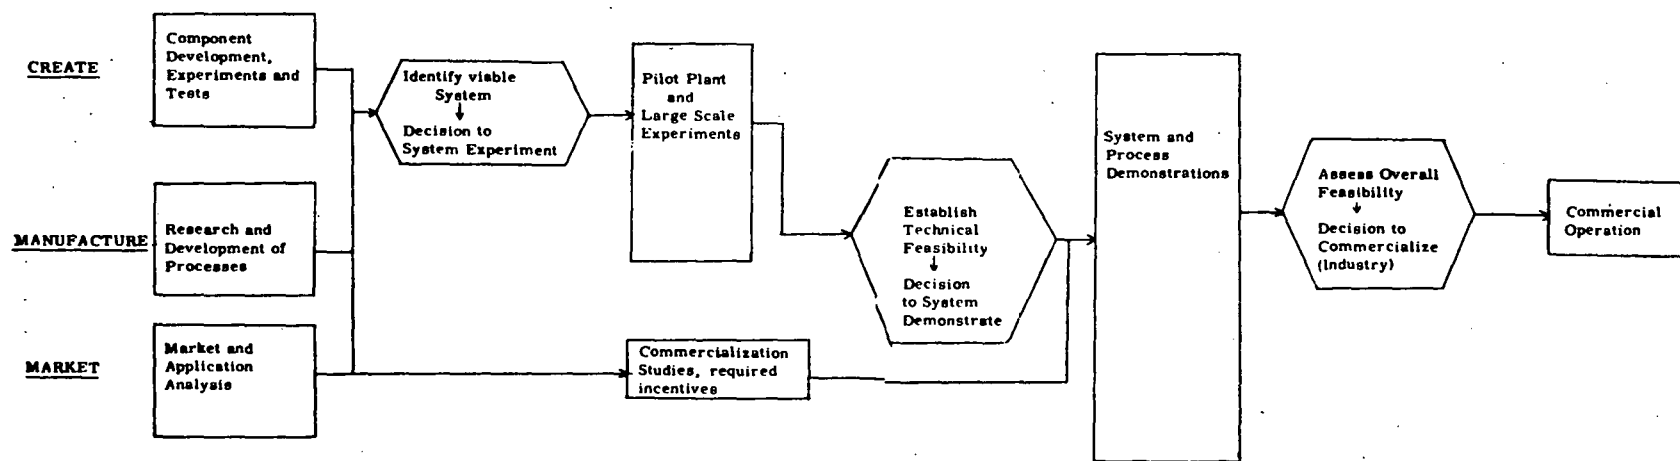 CREATE
Component
Development,
Experiments and
Tests
Identify viable
System
Decision to
System Experiment
Pilot Plant
and
Large Scale
Experiments
System and
Process
Demonstrations
MANUFACTURE
Research and
Development of
Processes
Establish
Technical
Feasibility
Decision
to System
Demonstrate
Assess Overall
Feasibility
Decision to
Commercialize
(Industry)
Commercial
Operation
MARKET
Market and
Application
Analysis
Commercialization
Studies, required
incentives